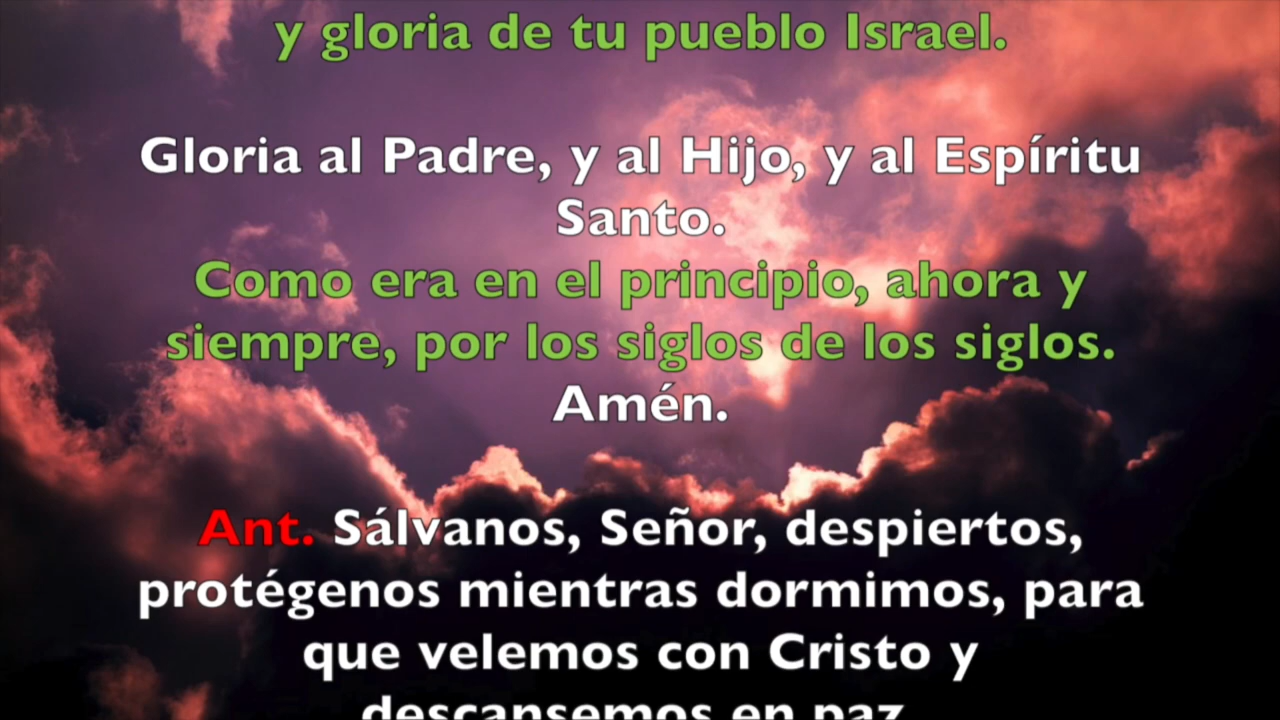 y gloria de tu pueblo Israel.
Gloria al Padre, y al Hijo, y al Espíritu
Santo.
Como era en el principio, ahora y
siempre, por los siglos de los siglos.
Amén.
Ant. Sálvanos, Señor, despiertos,
protégenos mientras dormimos, para
que velemos con Cristo y
descansemos en paz